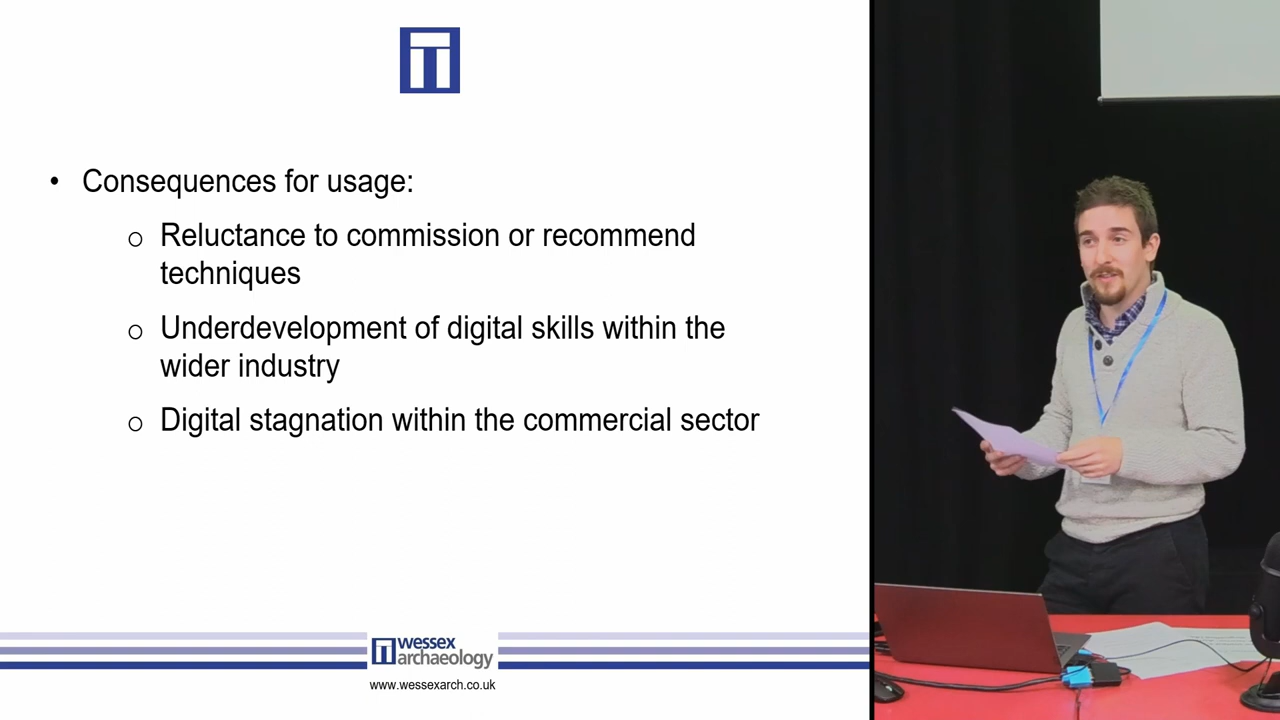 • Consequences for usage:
o Reluctance to commission or recommend
techniques
o Underdevelopment of digital skills within the
wider industry
o Digital stagnation within the commercial sector
wessex
archaeology
www.wessexarch.co.uk